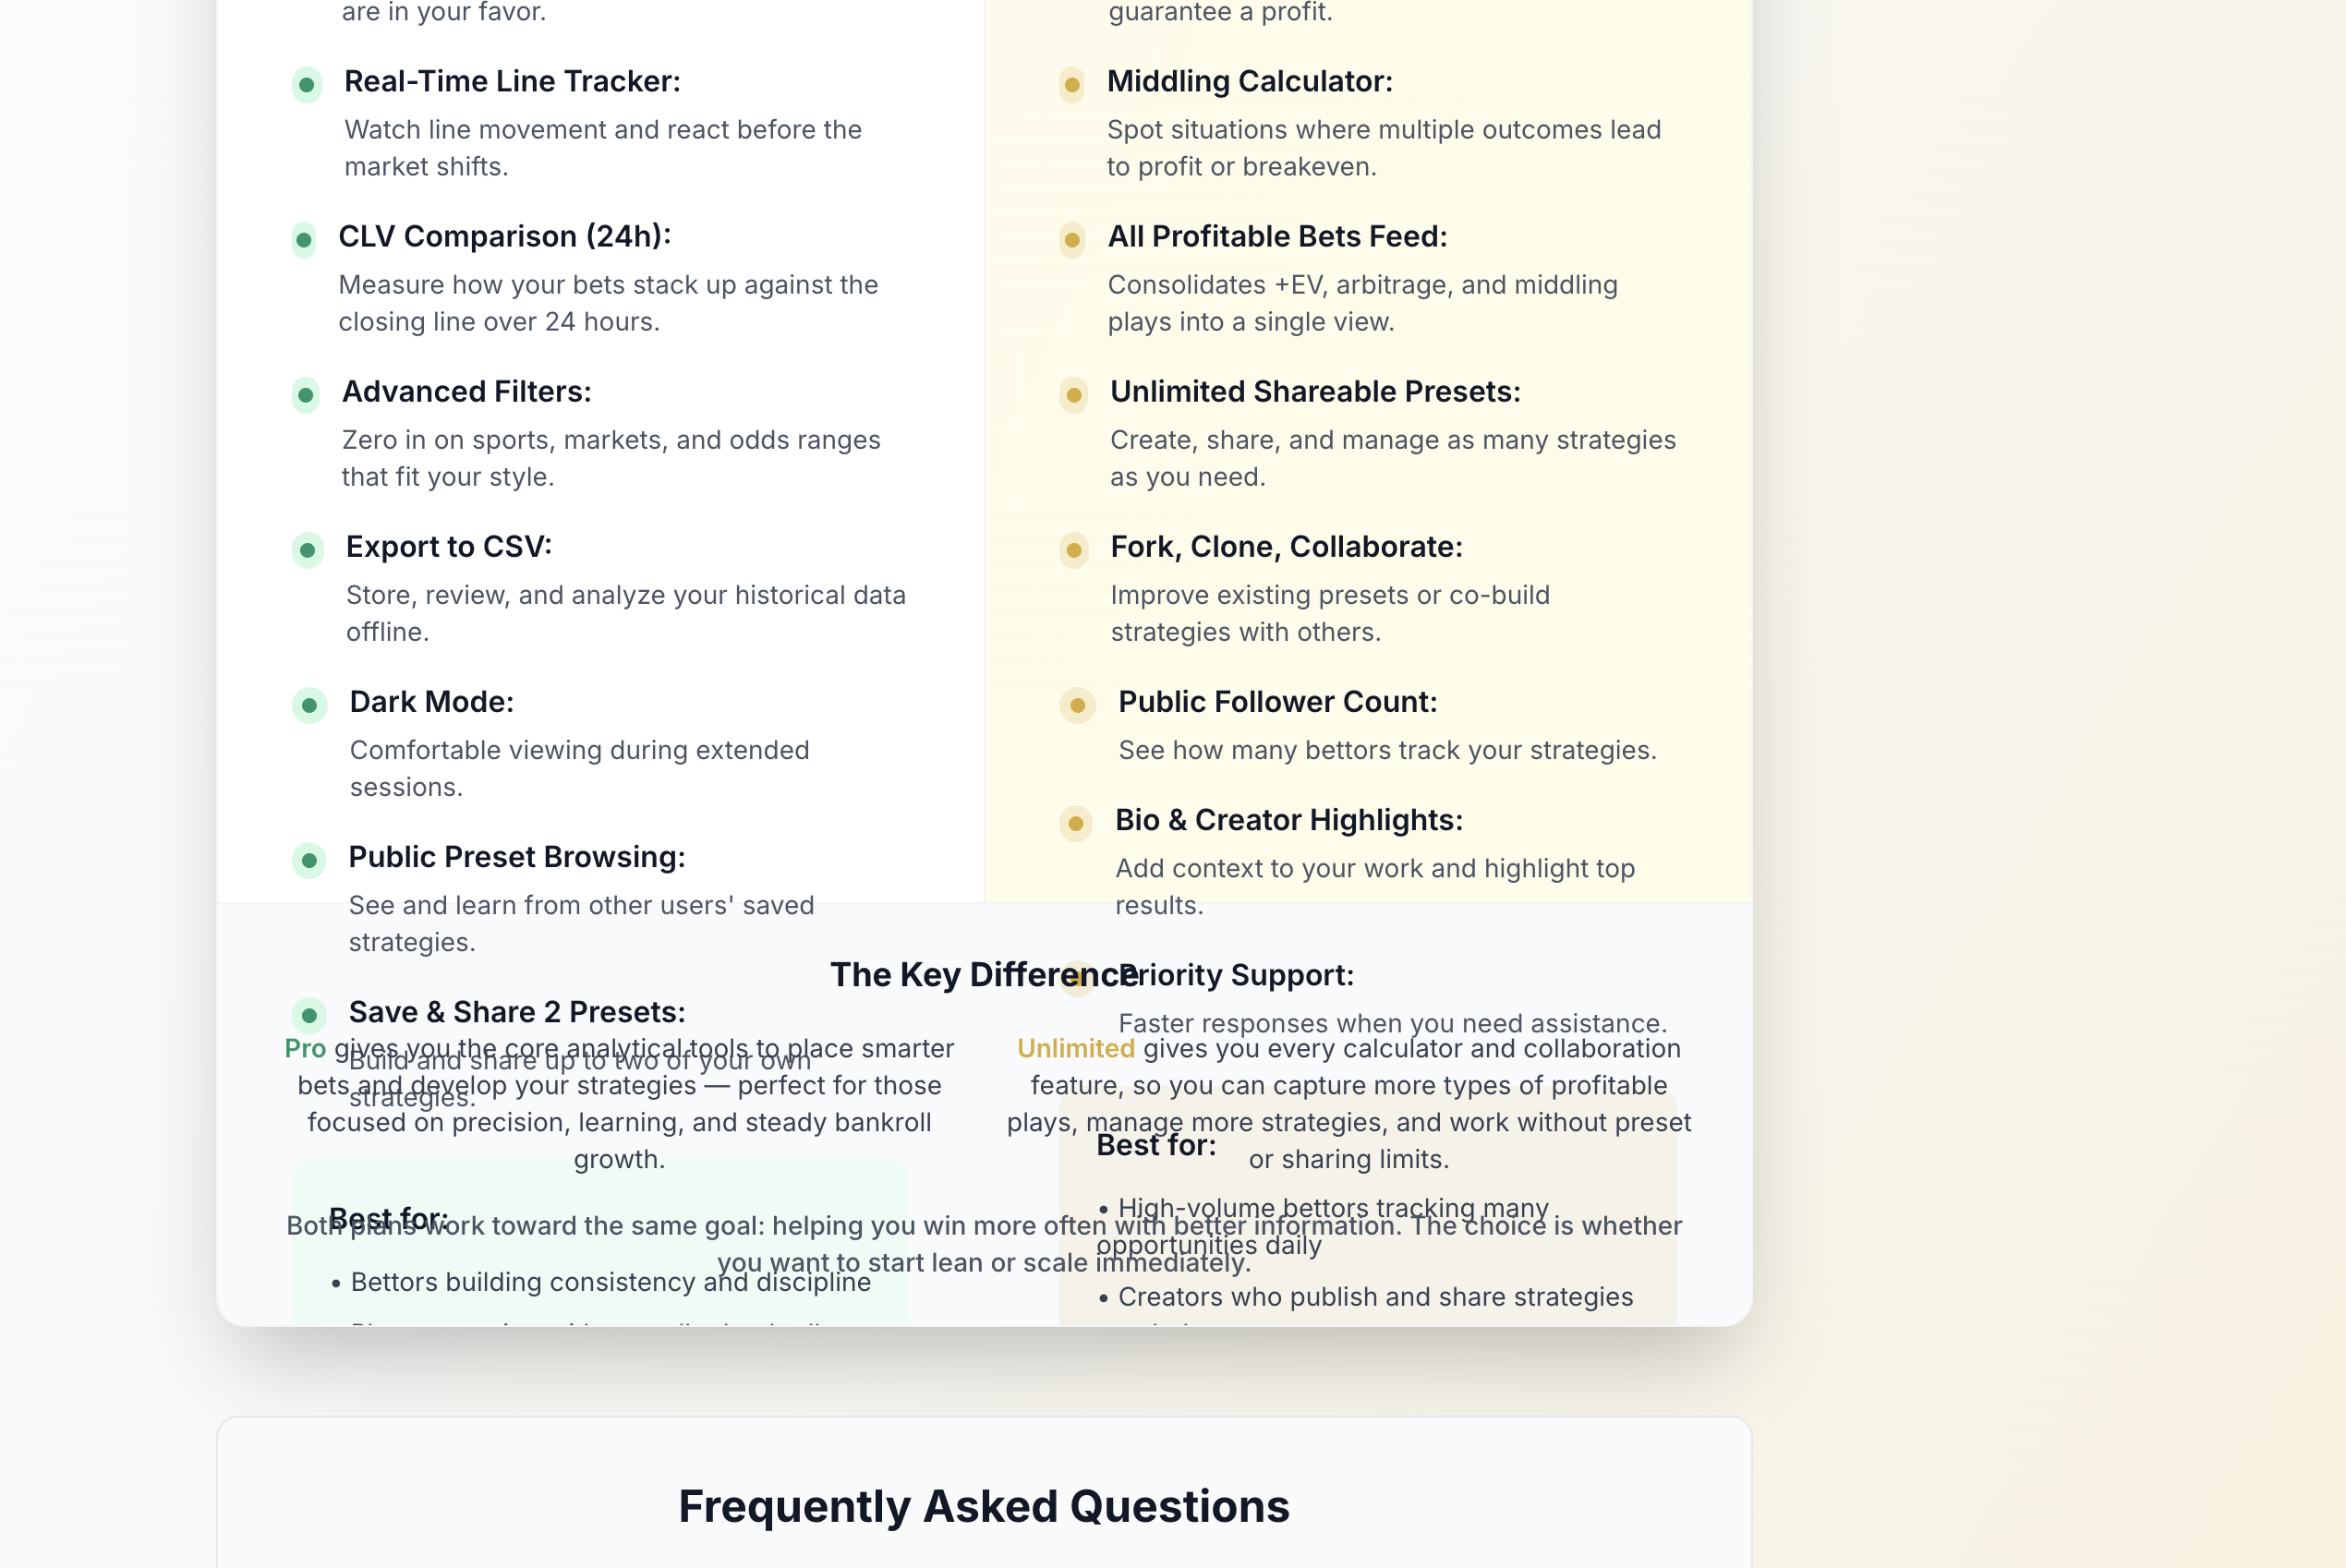 are in your favor.
Real-Time Line Tracker:
Watch line movement and react before the
market shifts.
CLV Comparison (24h):
Measure how your bets stack up against the
closing line over 24 hours.
Advanced Filters:
Zero in on sports, markets, and odds ranges
that fit your style.
Export to CSV:
Store, review, and analyze your historical data
offline.
Dark Mode:
Comfortable viewing during extended
sessions.
Public Preset Browsing:
See and learn from other users' saved
strategies.
Save & Share 2 Presets:
Build and share up to two of your own
strategies.
Best for:
• Bettors building consistency and discipline
guarantee a profit.
Middling Calculator:
Spot situations where multiple outcomes lead
to profit or breakeven.
All Profitable Bets Feed:
Consolidates +EV, arbitrage, and middling
plays into a single view.
Unlimited Shareable Presets:
Create, share, and manage as many strategies
as you need.
Fork, Clone, Collaborate:
Improve existing presets or co-build
strategies with others.
Public Follower Count:
See how many bettors track your strategies.
Bio & Creator Highlights:
Add context to your work and highlight top
results.
Priority Support:
Faster responses when you need assistance.
Best for:
• High-volume bettors tracking many
opportunities daily
• Creators who publish and share strategies
The Key Difference
Pro gives you the core analytical tools to place smarter
bets and develop your strategies — perfect for those
focused on precision, learning, and steady bankroll
growth.
Unlimited gives you every calculator and collaboration
feature, so you can capture more types of profitable
plays, manage more strategies, and work without preset
or sharing limits.
Both plans work toward the same goal: helping you win more often with better information. The choice is whether
you want to start lean or scale immediately.
Frequently Asked Questions